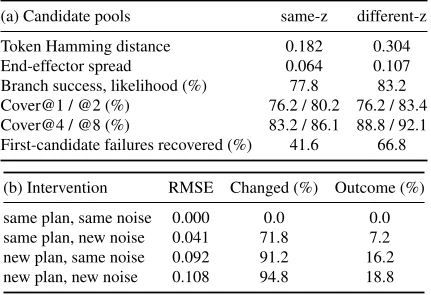 (a) Candidate pools same-z different-z
Token Hamming distance 0.182 0.304
End-effector spread 0.064 0.107
Branch success, likelihood (%) 77.8 83.2
Cover@1 / @2 (%) 76.2 / 80.2 76.2 / 83.4
Cover@4 / @8 (%) 83.2 / 86.1 88.8 / 92.1
First-candidate failures recovered (%) 41.6 66.8
(b) Intervention RMSE Changed (%) Outcome (%)
same plan, same noise 0.000 0.0 0.0
same plan, new noise 0.041 71.8 7.2
new plan, same noise 0.092 91.2 16.2
new plan, new noise 0.108 94.8 18.8